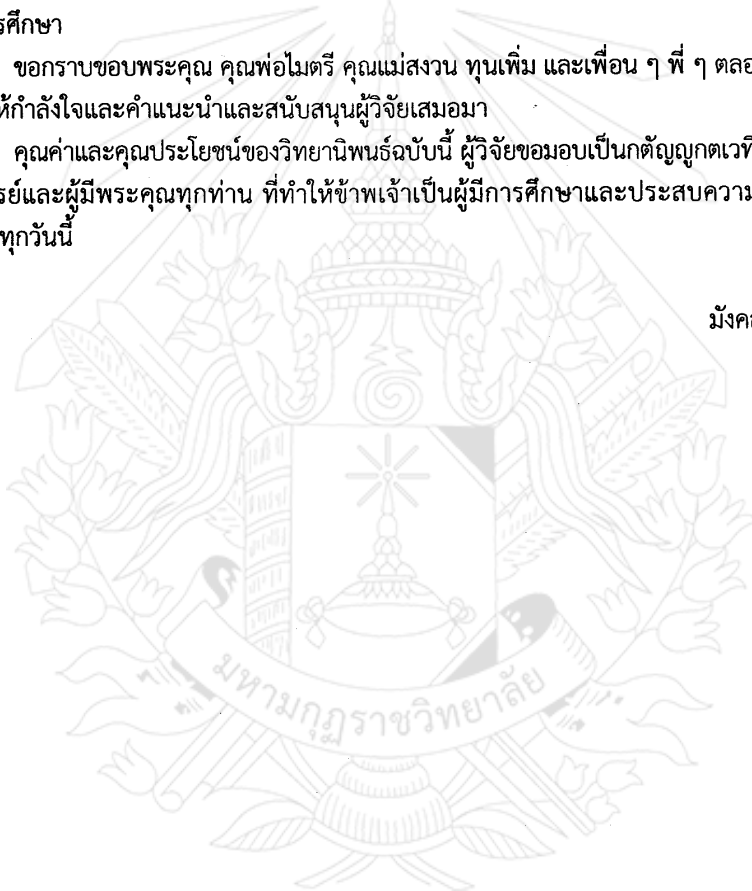 รศึกษา
ขอกราบขอบพระคุณ คุณพ่อไมตรี คุณแม่สงวน ทุนเพิ่ม และเพื่อน ๆ พี่ ๆ ตลอ
ห้กำลังใจและคำแนะนำและสนับสนุนผู้วิจัยเสมอมา
คุณค่าและคุณประโยชน์ของวิทยานิพนธ์ฉบับนี้ ผู้วิจัยขอมอบเป็นกตัญญูกตเวที
รย์และผู้มีพระคุณทุกท่าน ที่ทำให้ข้าพเจ้าเป็นผู้มีการศึกษาและประสบความ
ทุกวันนี้
มังค
มหามกุฏราชวิทยาลัย